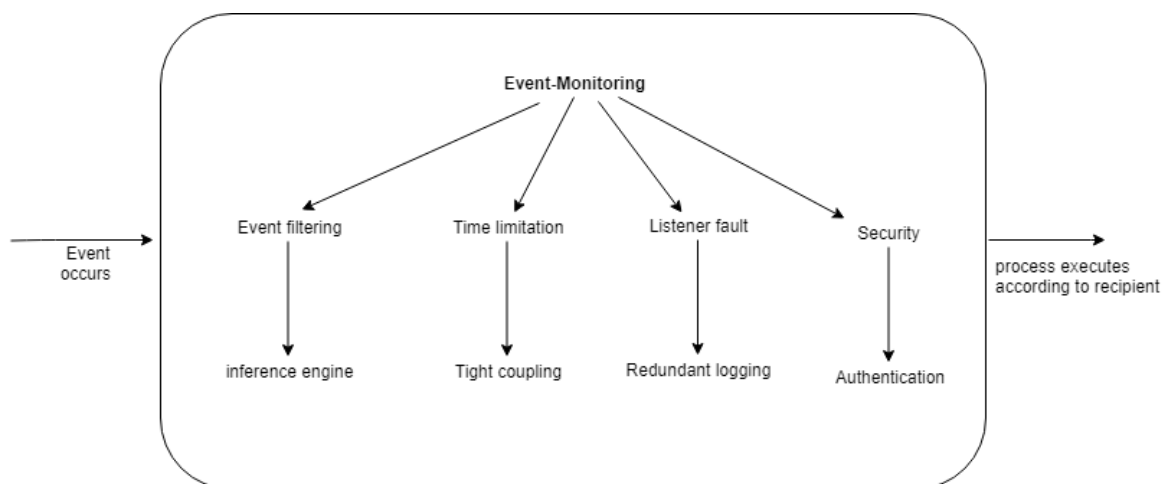 Event-Monitoring
Event filtering
Time limitation
Listener fault
Security
Event
occurs
process executes
according to recipient
inference engine
Tight coupling
Redundant logging
Authentication